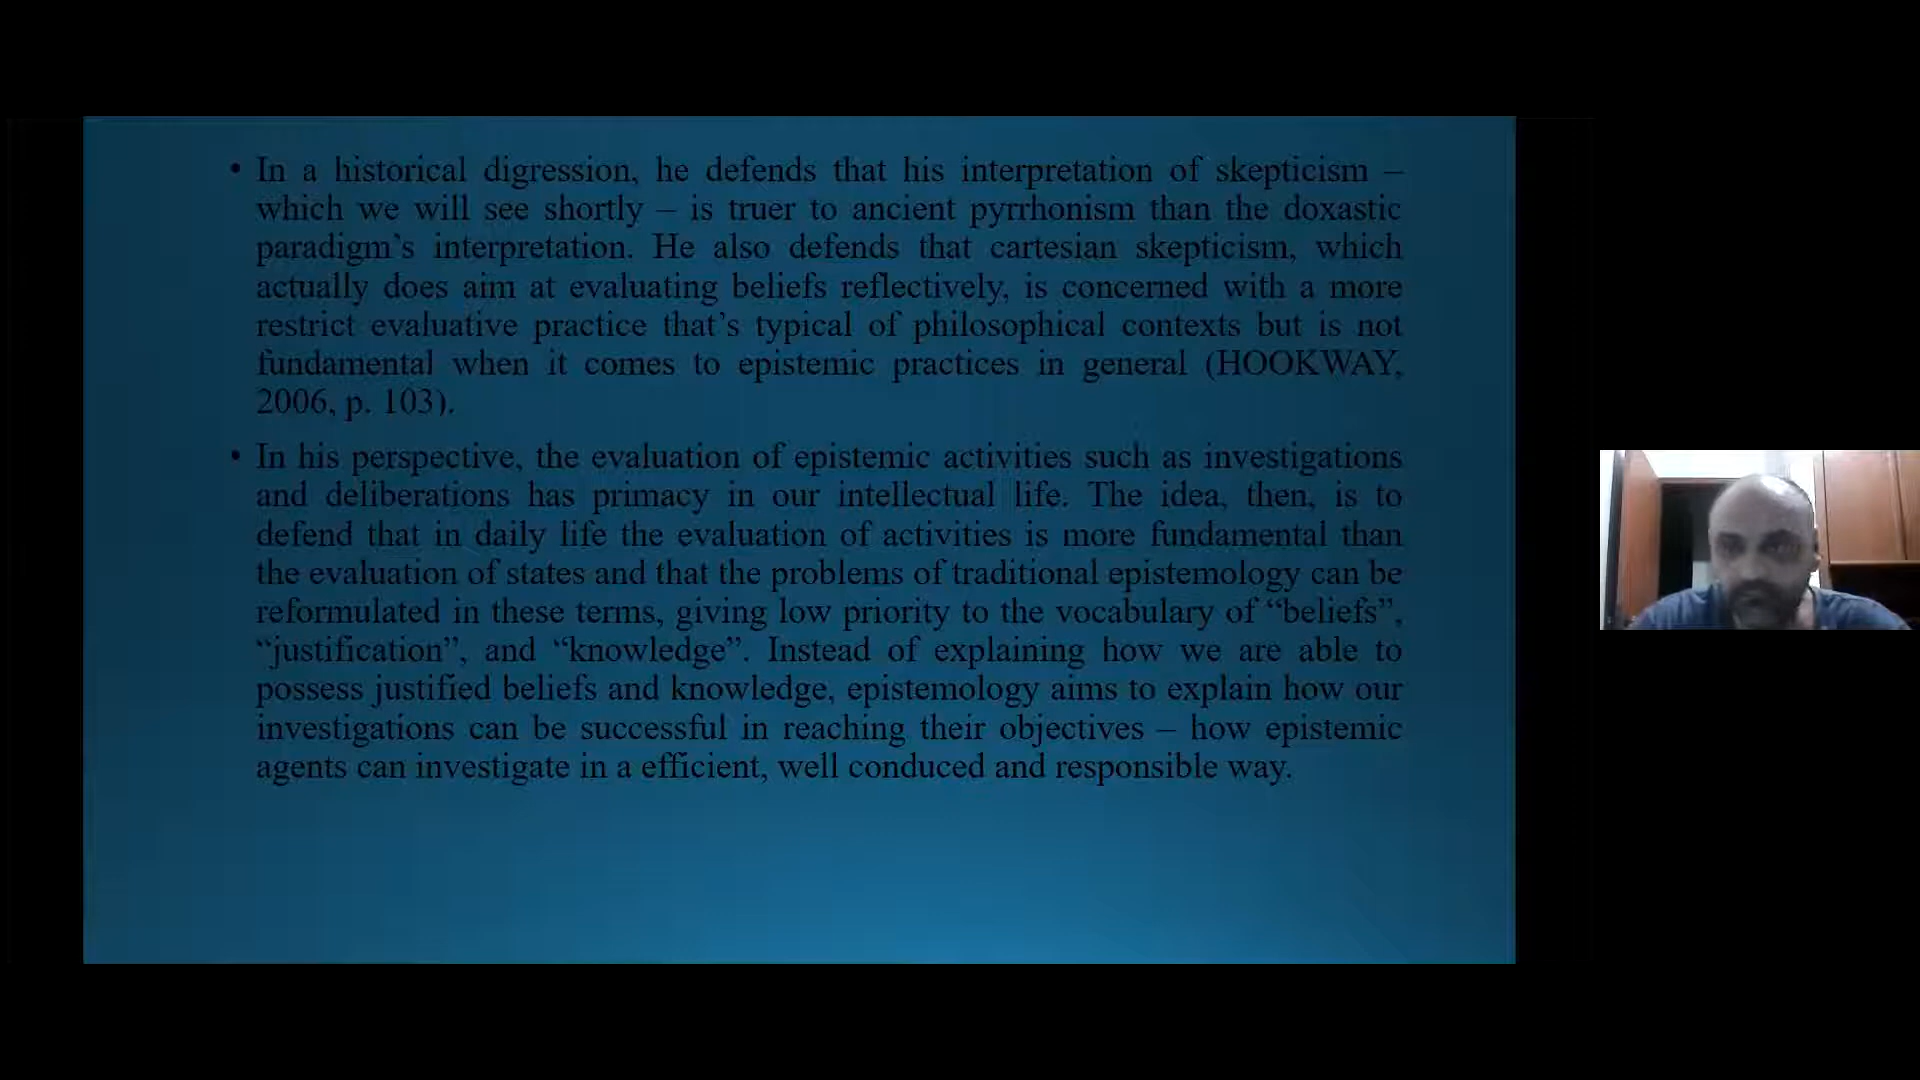 • In a historical digression, he defends that his interpretation of skepticism –
which we will see shortly – is truer to ancient pyrrhonism than the doxastic
paradigm’s interpretation. He also defends that cartesian skepticism, which
actually does aim at evaluating beliefs reflectively, is concerned with a more
restrict evaluative practice that’s typical of philosophical contexts but is not
fundamental when it comes to epistemic practices in general (HOOKWAY,
2006, p. 103).
• In his perspective, the evaluation of epistemic activities such as investigations
and deliberations has primacy in our intellectual life. The idea, then, is to
defend that in daily life the evaluation of activities is more fundamental than
the evaluation of states and that the problems of traditional epistemology can be
reformulated in these terms, giving low priority to the vocabulary of “beliefs”,
“justification”, and “knowledge”. Instead of explaining how we are able to
possess justified beliefs and knowledge, epistemology aims to explain how our
investigations can be successful in reaching their objectives – how epistemic
agents can investigate in a efficient, well conduced and responsible way.